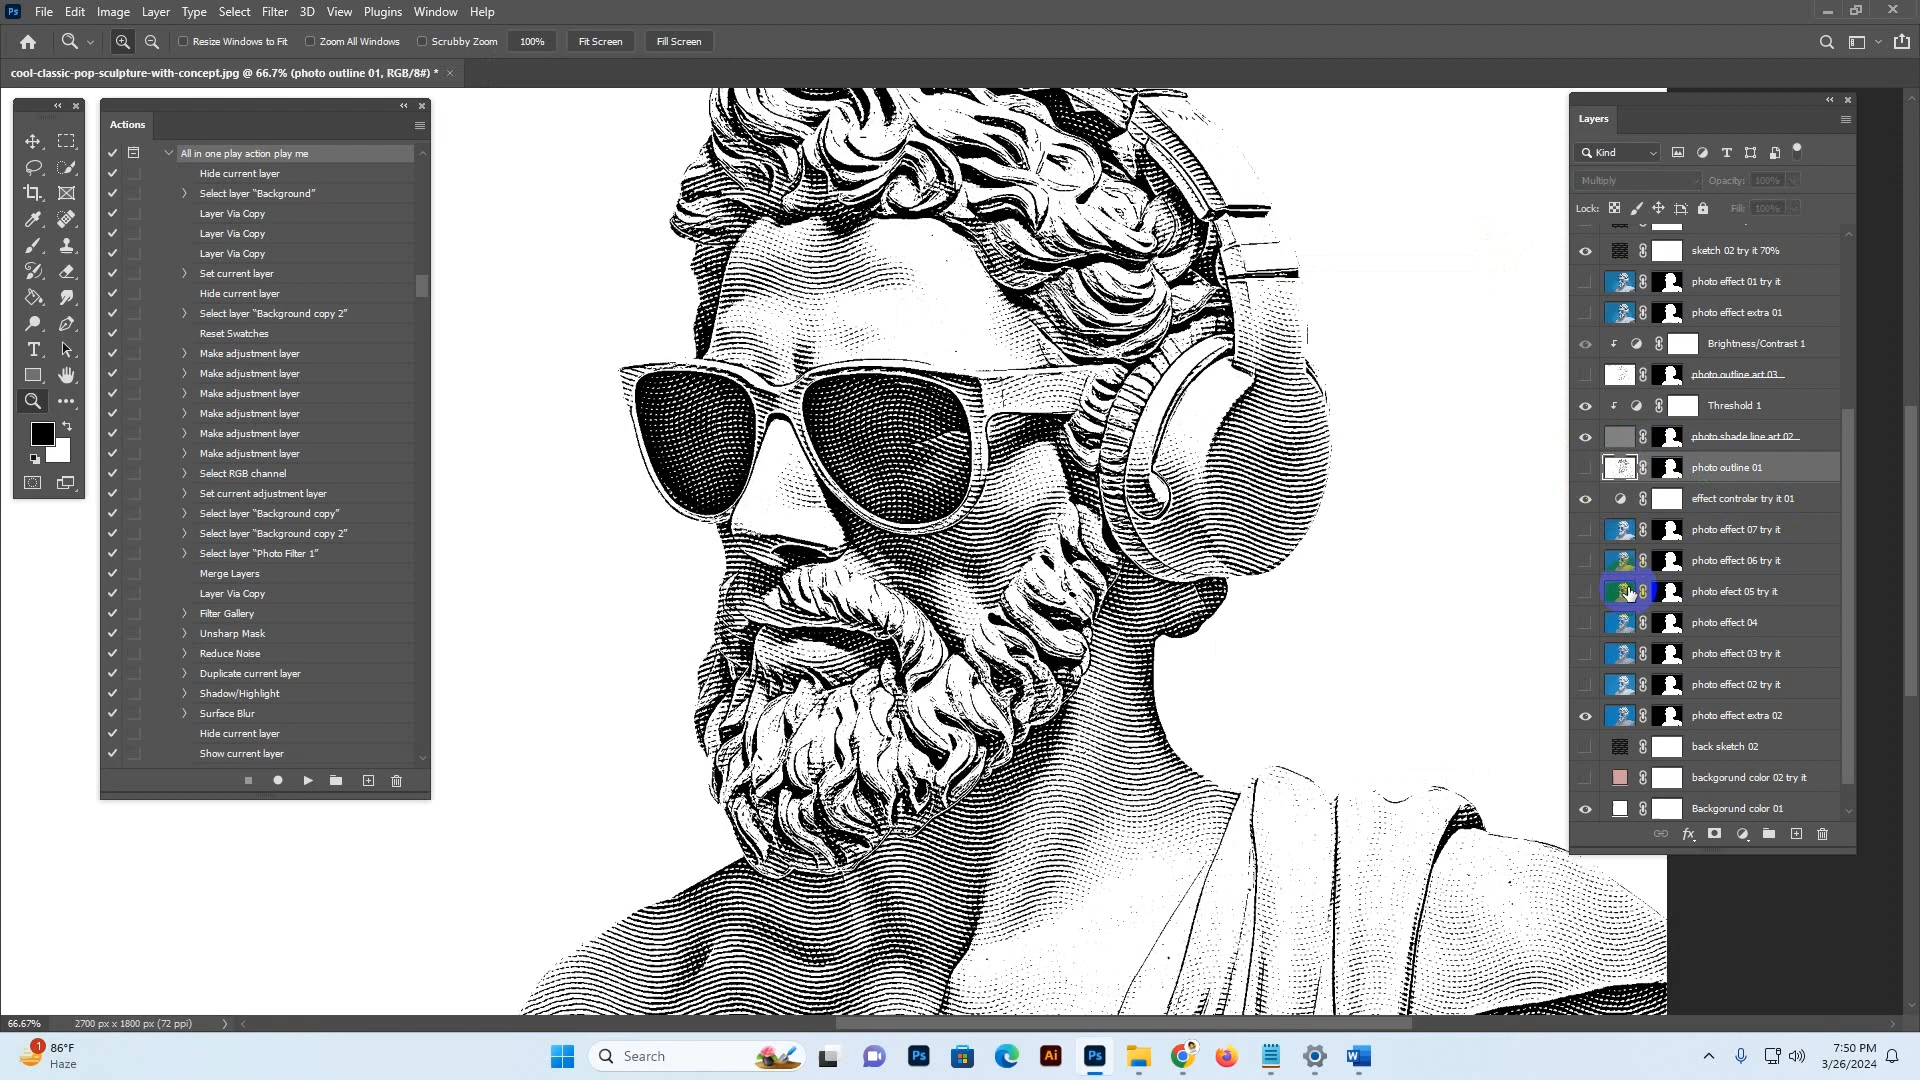 Ps File Edit Image Layer Type Select Filter 3D View Plugins Window Help
Resize Windows to Fit Zoom All Windows Scrubby Zoom 100% Fit Screen Fill Screen
cool-classic-pop-sculpture-with-concept.jpg @ 66.7% (photo outline 01, RGB/8#) *
Actions
All in one play action play me
Hide current layer
Select layer “Background”
Layer Via Copy
Layer Via Copy
Layer Via Copy
Set current layer
Hide current layer
Select layer “Background copy 2”
Reset Swatches
Make adjustment layer
Make adjustment layer
Make adjustment layer
Make adjustment layer
Make adjustment layer
Make adjustment layer
Select RGB channel
Set current adjustment layer
Select layer “Background copy”
Select layer “Background copy 2”
Select layer “Photo Filter 1”
Merge Layers
Layer Via Copy
Filter Gallery
Unsharp Mask
Reduce Noise
Duplicate current layer
Shadow/Highlight
Surface Blur
Hide current layer
Show current layer
Layers
Kind
Multiply Opacity: 100%
Lock: Fill: 100%
sketch 02 try it 70%
photo effect 01 try it
photo effect extra 01
Brightness/Contrast 1
photo outline art 03
Threshold 1
photo shade line art 02
photo outline 01
effect controlar try it 01
photo effect 07 try it
photo effect 06 try it
photo efect 05 try it
photo effect 04
photo effect 03 try it
photo effect 02 try it
photo effect extra 02
back sketch 02
backgorund color 02 try it
Backgorund color 01
fx
66.67% 2700 px x 1800 px (72 ppi)
1
86°F
Haze
Search
Ps
Ai
Ps
7:50 PM
3/26/2024